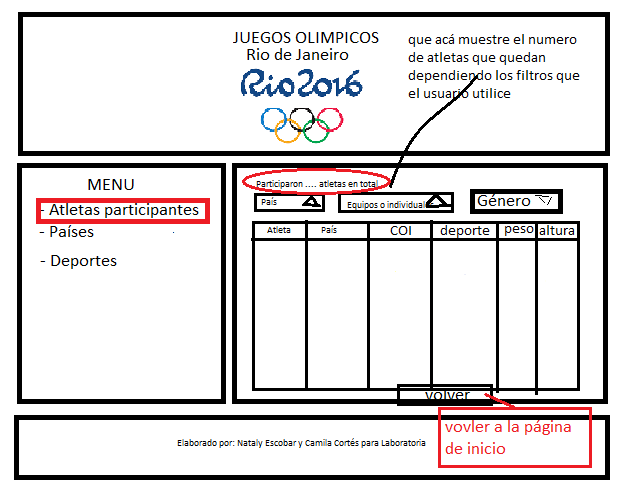 JUEGOS OLIMPICOS
Rio de Janeiro
Rio2016
que acá muestre el numero
de atletas que quedan
dependiendo los filtros que
el usuario utilice
MENU
- Atletas participantes
- Países
- Deportes
Participaron .... atletas en total
País
Equipos o individual
Género
Atleta
País
COI
deporte
peso
altura
volver
vovler a la página
de inicio
Elaborado por: Nataly Escobar y Camila Cortés para Laboratoria